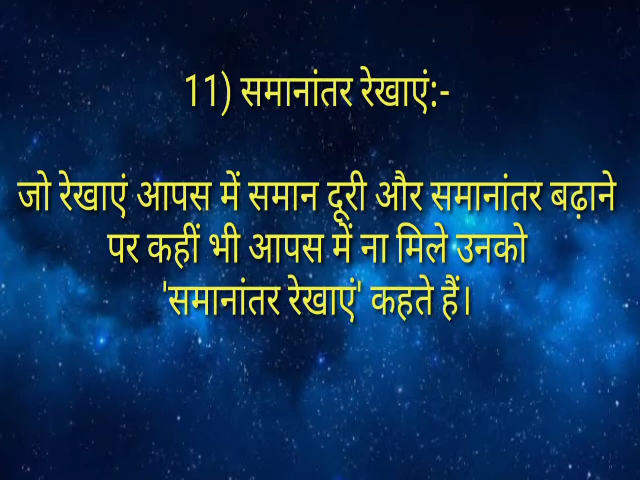 11) समानांतर रेखाएं:-
जो रेखाएं आपस में समान दूरी और समानांतर बढ़ाने
पर कहीं भी आपस में ना मिले उनको
'समानांतर रेखाएं' कहते हैं।